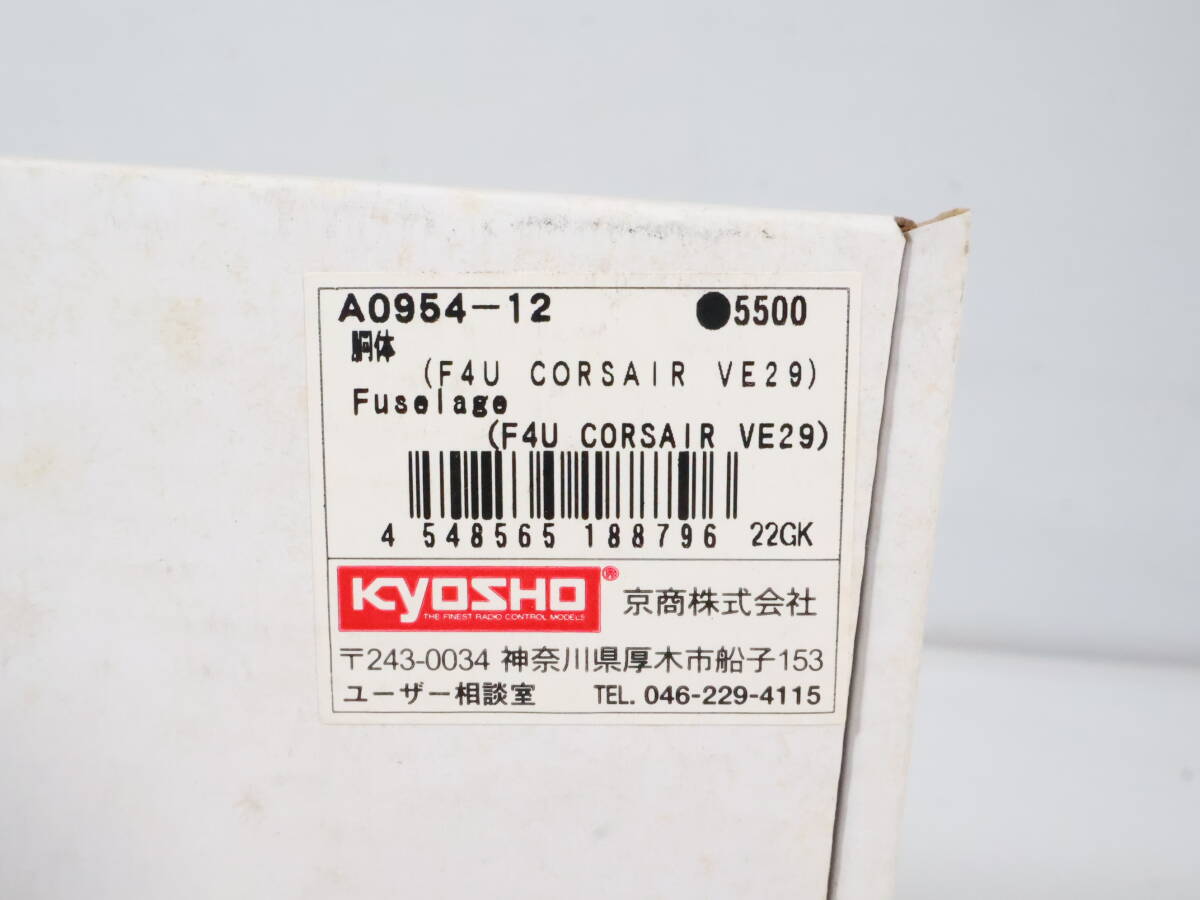 A0954-12 ●5500
胴体
(F4U CORSAIR VE29)
Fuselage
(F4U CORSAIR VE29)
4 548565 188796 22GK
KYOSHO® 京商株式会社
THE FINEST RADIO CONTROL MODELS
〒243-0034 神奈川県厚木市船子153
ユーザー相談室 TEL. 046-229-4115